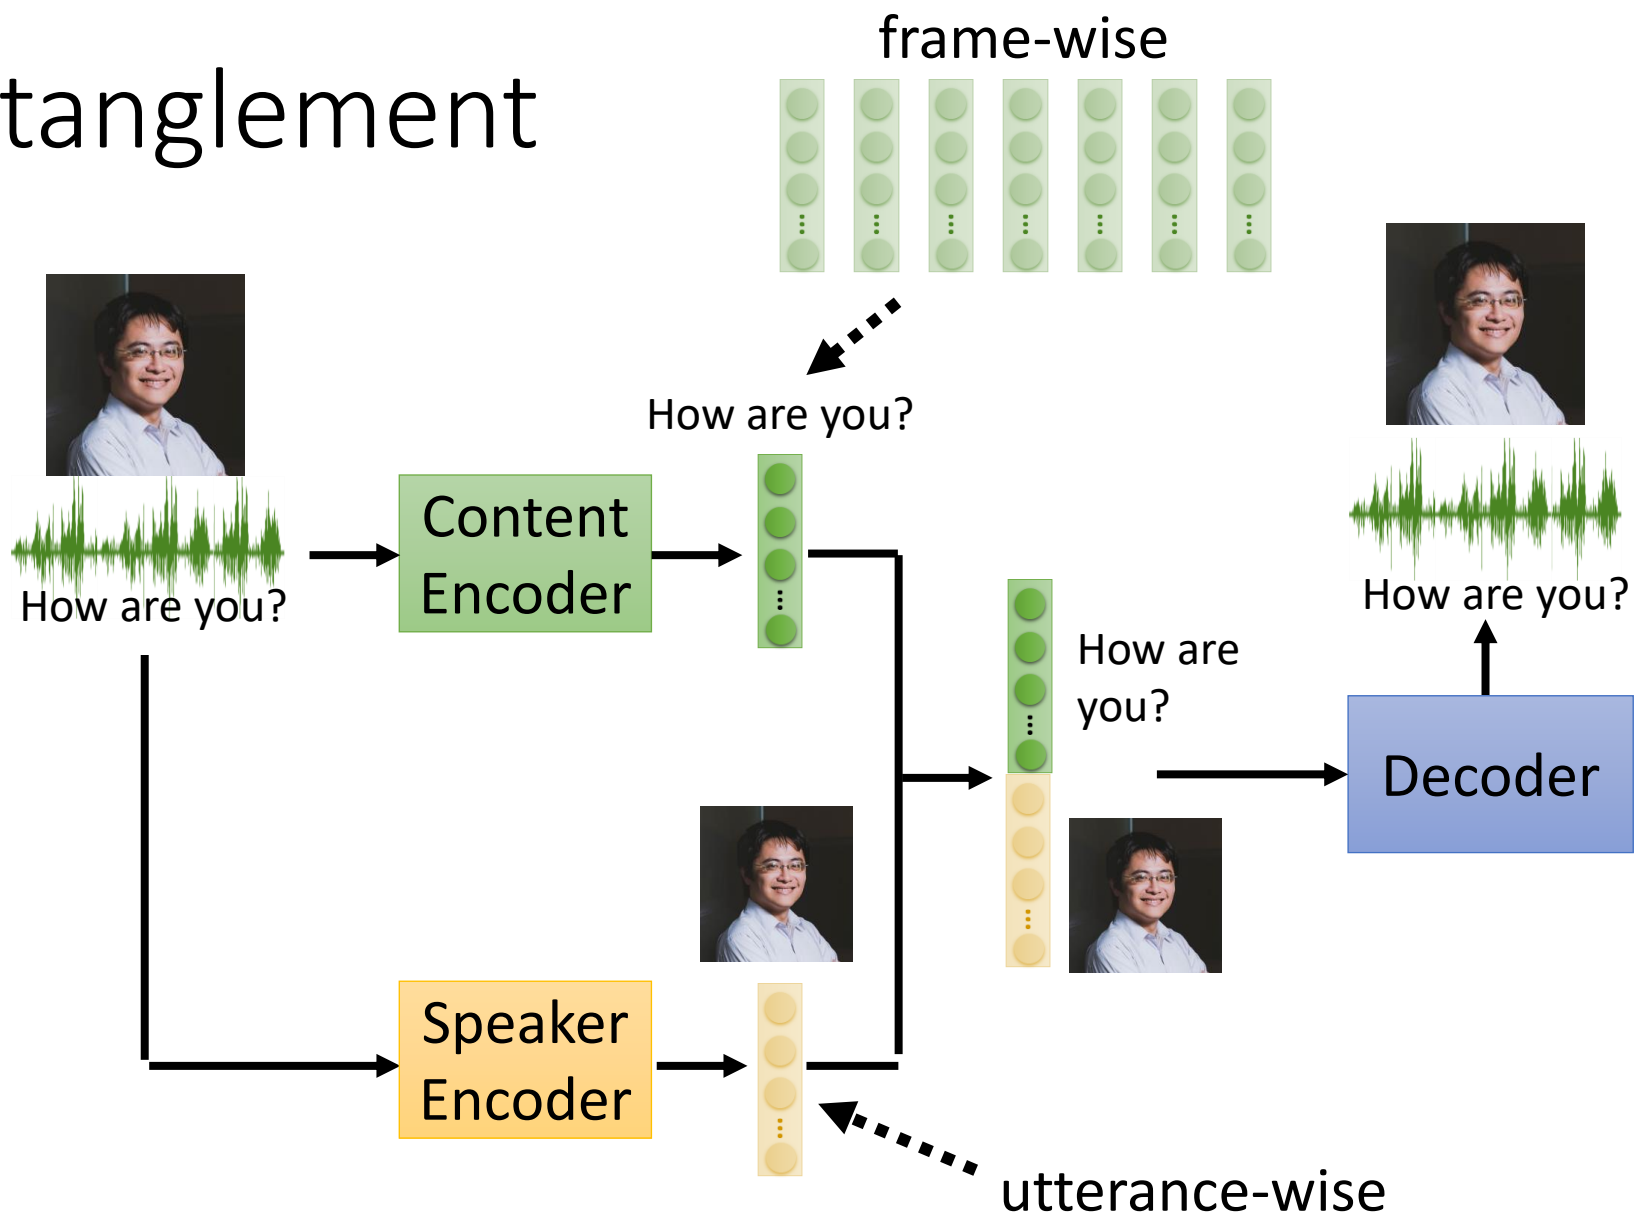 frame-wise
tanglement
How are you?
Content
Encoder
How are you?
How are
you?
How are you?
Decoder
Speaker
Encoder
utterance-wise